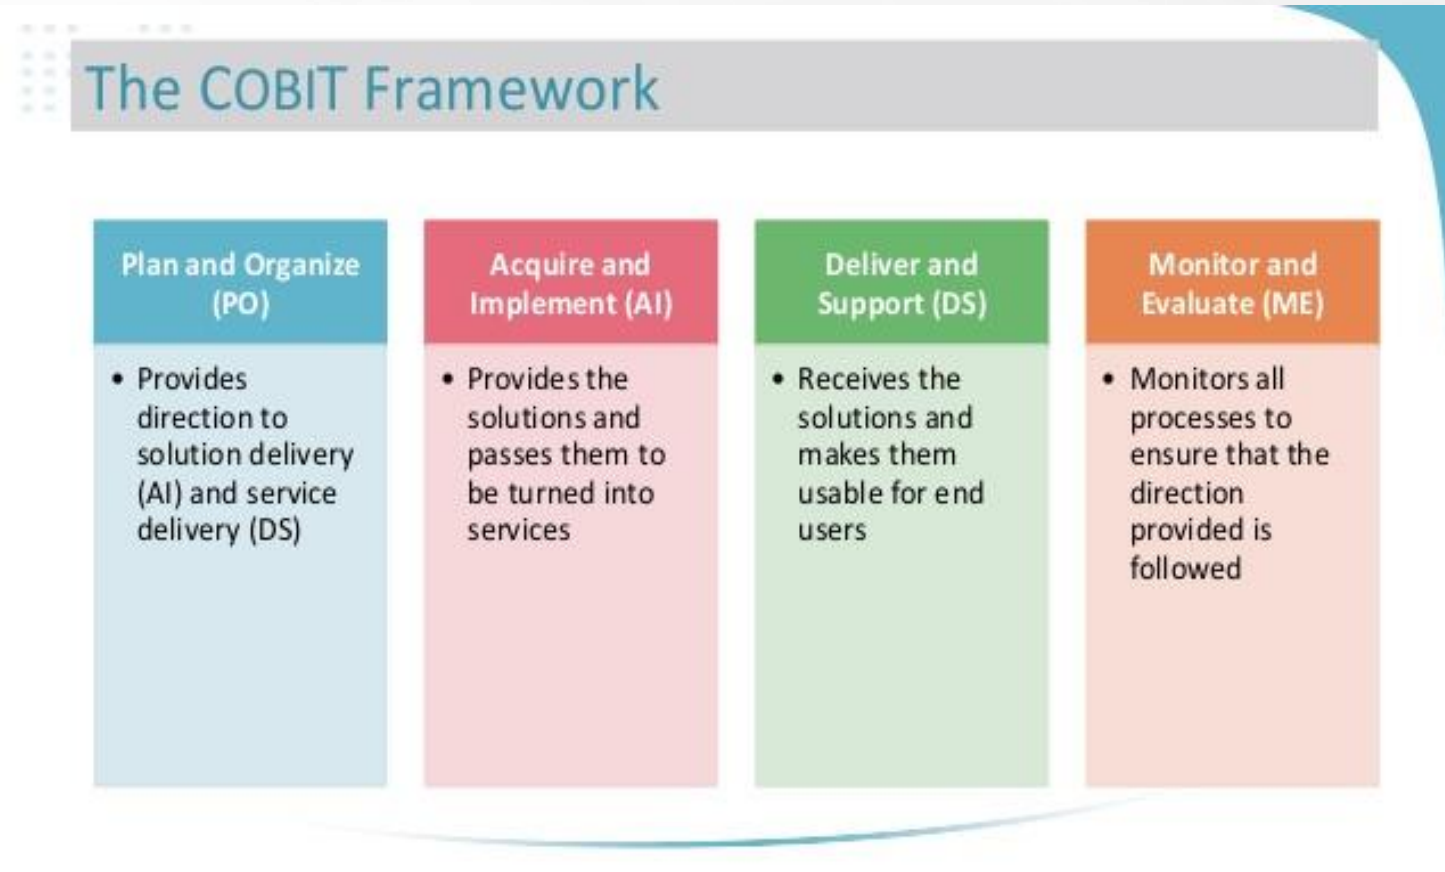 The COBIT Framework
Plan and Organize
(PO)
• Provides
direction to
solution delivery
(AI) and service
delivery (DS)
Acquire and
Implement (AI)
• Provides the
solutions and
passes them to
be turned into
services
Deliver and
Support (DS)
• Receives the
solutions and
makes them
usable for end
users
Monitor and
Evaluate (ME)
• Monitors all
processes to
ensure that the
direction
provided is
followed